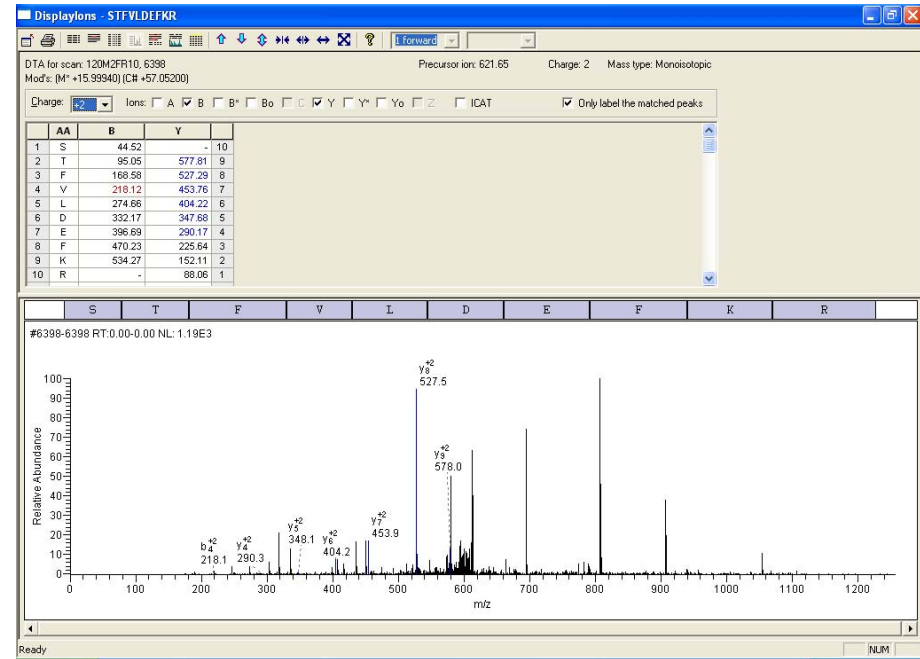 DisplayIons - STFVLDEFKR
1 forward
DTA for scan: 120M2FR10, 6398 Precursor ion: 621.65 Charge: 2 Mass type: Monoisotopic
Mod's: (M* +15.99940) (C# +57.05200)
Charge: +2 Ions: A B B* Bo C Y Y* Yo Z ICAT Only label the matched peaks
AA B Y
1 S 44.52 - 10
2 T 95.05 577.81 9
3 F 168.58 527.29 8
4 V 218.12 453.76 7
5 L 274.66 404.22 6
6 D 332.17 347.68 5
7 E 396.69 290.17 4
8 F 470.23 225.64 3
9 K 534.27 152.11 2
10 R - 88.06 1
S T F V L D E F K R
#6398-6398 RT:0.00-0.00 NL: 1.19E3
y8+2
527.5
y9+2
578.0
b4+2
218.1
y4+2
290.3
y5+2
348.1
y6+2
404.2
y7+2
453.9
100
90
80
70
60
50
40
30
20
10
0
Relative Abundance
0 100 200 300 400 500 600 700 800 900 1000 1100 1200
m/z
Ready NUM